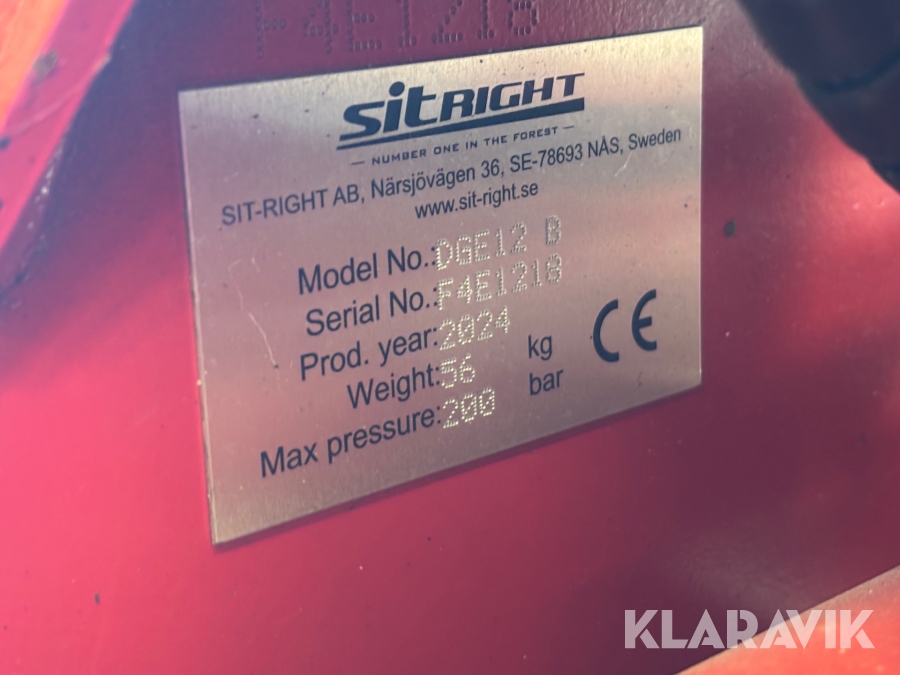 F4E1218
SitRIGHT
— NUMBER ONE IN THE FOREST —
SIT-RIGHT AB, Närsjövägen 36, SE-78693 NÅS, Sweden
www.sit-right.se
Model No.: DGE12 B
Serial No.: F4E1218
Prod. year: 2024
Weight: 56 kg
Max pressure: 200 bar
CE
KLARAVIK